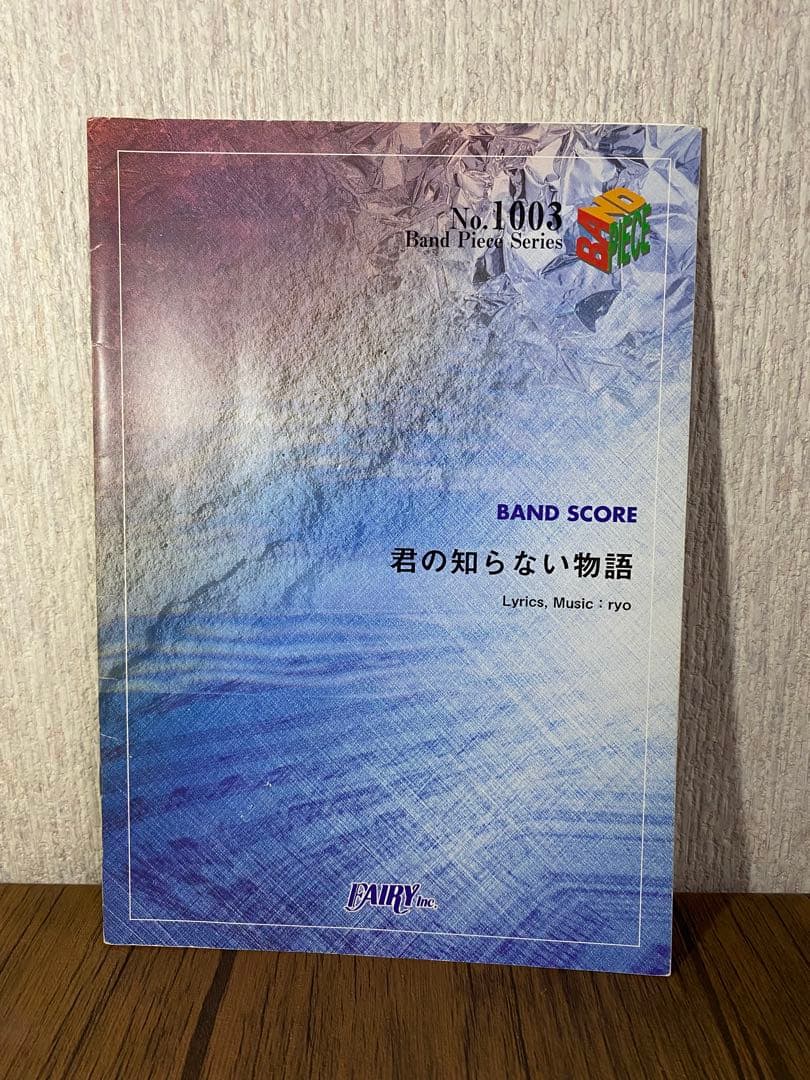 No.1003
Band Piece Series
BAND
PIECE
BAND SCORE
君の知らない物語
Lyrics, Music：ryo
FAIRY Inc.